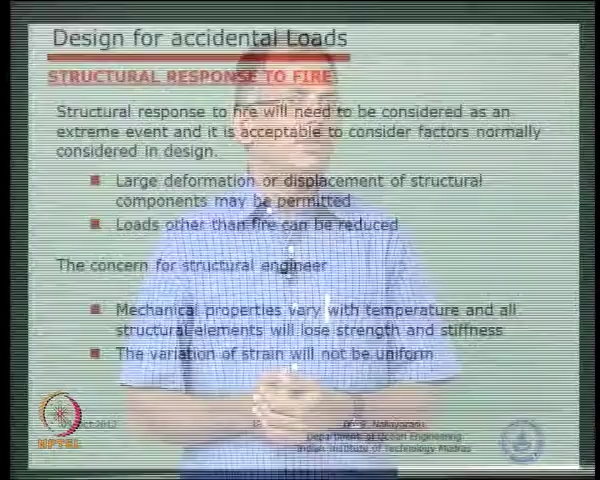 Design for accidental Loads
STRUCTURAL RESPONSE TO FIRE
Structural response to fire will need to be considered as an
extreme event and it is acceptable to consider factors normally
considered in design.
Large deformation or displacement of structural
components may be permitted
Loads other than fire can be reduced
The concern for structural engineer
Mechanical properties vary with temperature and all
structural elements will lose strength and stiffness
The variation of strain will not be uniform
Oct 2012
Dr. S. Nallayarasu
Department of Ocean Engineering
Indian Institute of Technology Madras
NPTEL